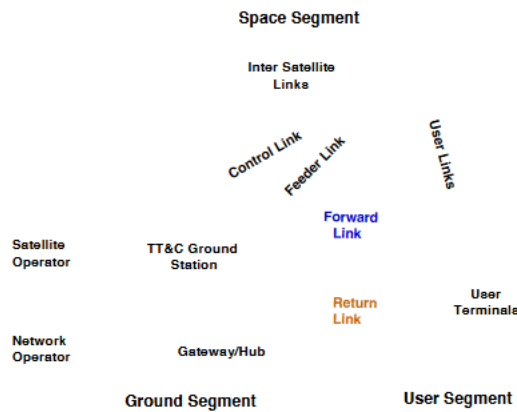 Space Segment
Inter Satellite
Links
Control Link
Feeder Link
User Links
Forward
Link
Satellite
Operator
TT&C Ground
Station
Return
Link
User
Terminals
Network
Operator
Gateway/Hub
Ground Segment
User Segment